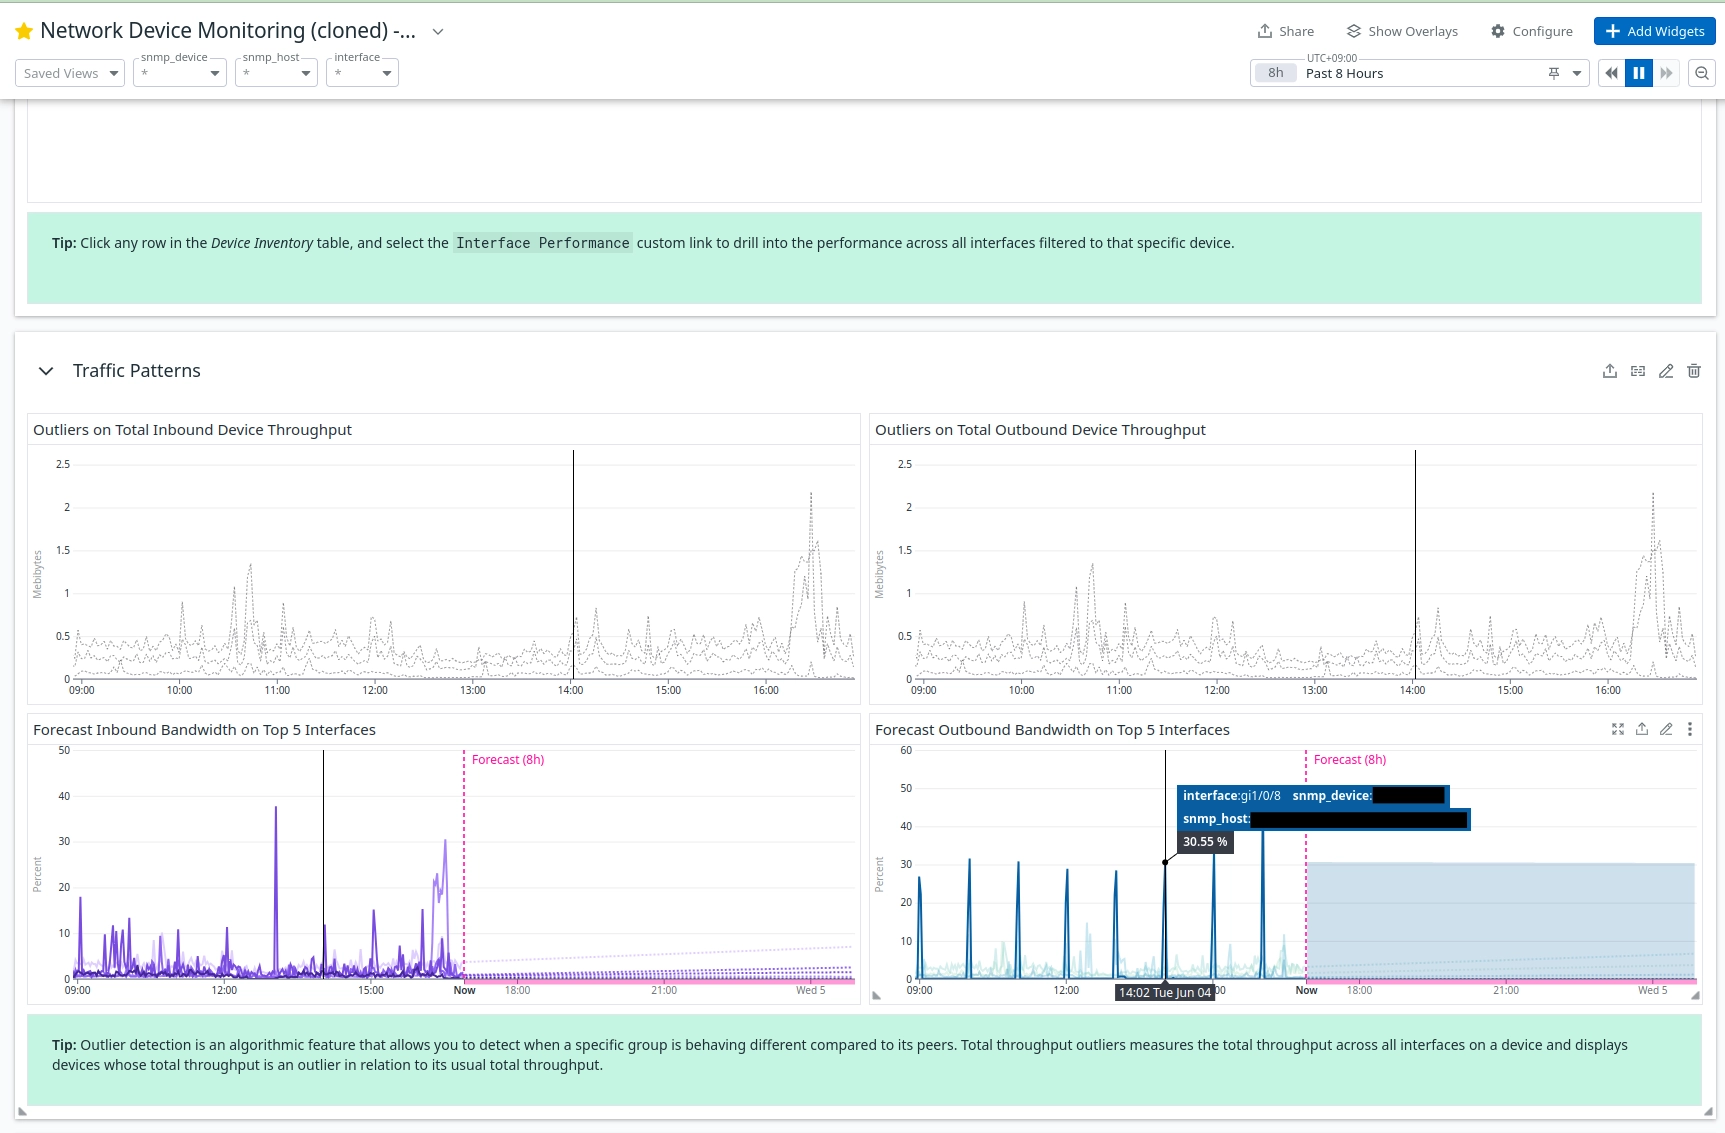 Network Device Monitoring (cloned) -...
Share
Show Overlays
Configure
Add Widgets
Saved Views
snmp_device
*
snmp_host
*
interface
*
UTC+09:00
8h Past 8 Hours
Tip: Click any row in the Device Inventory table, and select the Interface Performance custom link to drill into the performance across all interfaces filtered to that specific device.
Traffic Patterns
Outliers on Total Inbound Device Throughput
Mebibytes
2.5
2
1.5
1
0.5
0
09:00 10:00 11:00 12:00 13:00 14:00 15:00 16:00
Outliers on Total Outbound Device Throughput
Mebibytes
2.5
2
1.5
1
0.5
0
09:00 10:00 11:00 12:00 13:00 14:00 15:00 16:00
Forecast Inbound Bandwidth on Top 5 Interfaces
Percent
50
40
30
20
10
0
Forecast (8h)
09:00 12:00 15:00 Now 18:00 21:00 Wed 5
Forecast Outbound Bandwidth on Top 5 Interfaces
Percent
60
50
40
30
20
10
0
Forecast (8h)
interface:gi1/0/8 snmp_device:
snmp_host:
30.55 %
09:00 12:00 14:02 Tue Jun 04 Now 18:00 21:00 Wed 5
Tip: Outlier detection is an algorithmic feature that allows you to detect when a specific group is behaving different compared to its peers. Total throughput outliers measures the total throughput across all interfaces on a device and displays
devices whose total throughput is an outlier in relation to its usual total throughput.